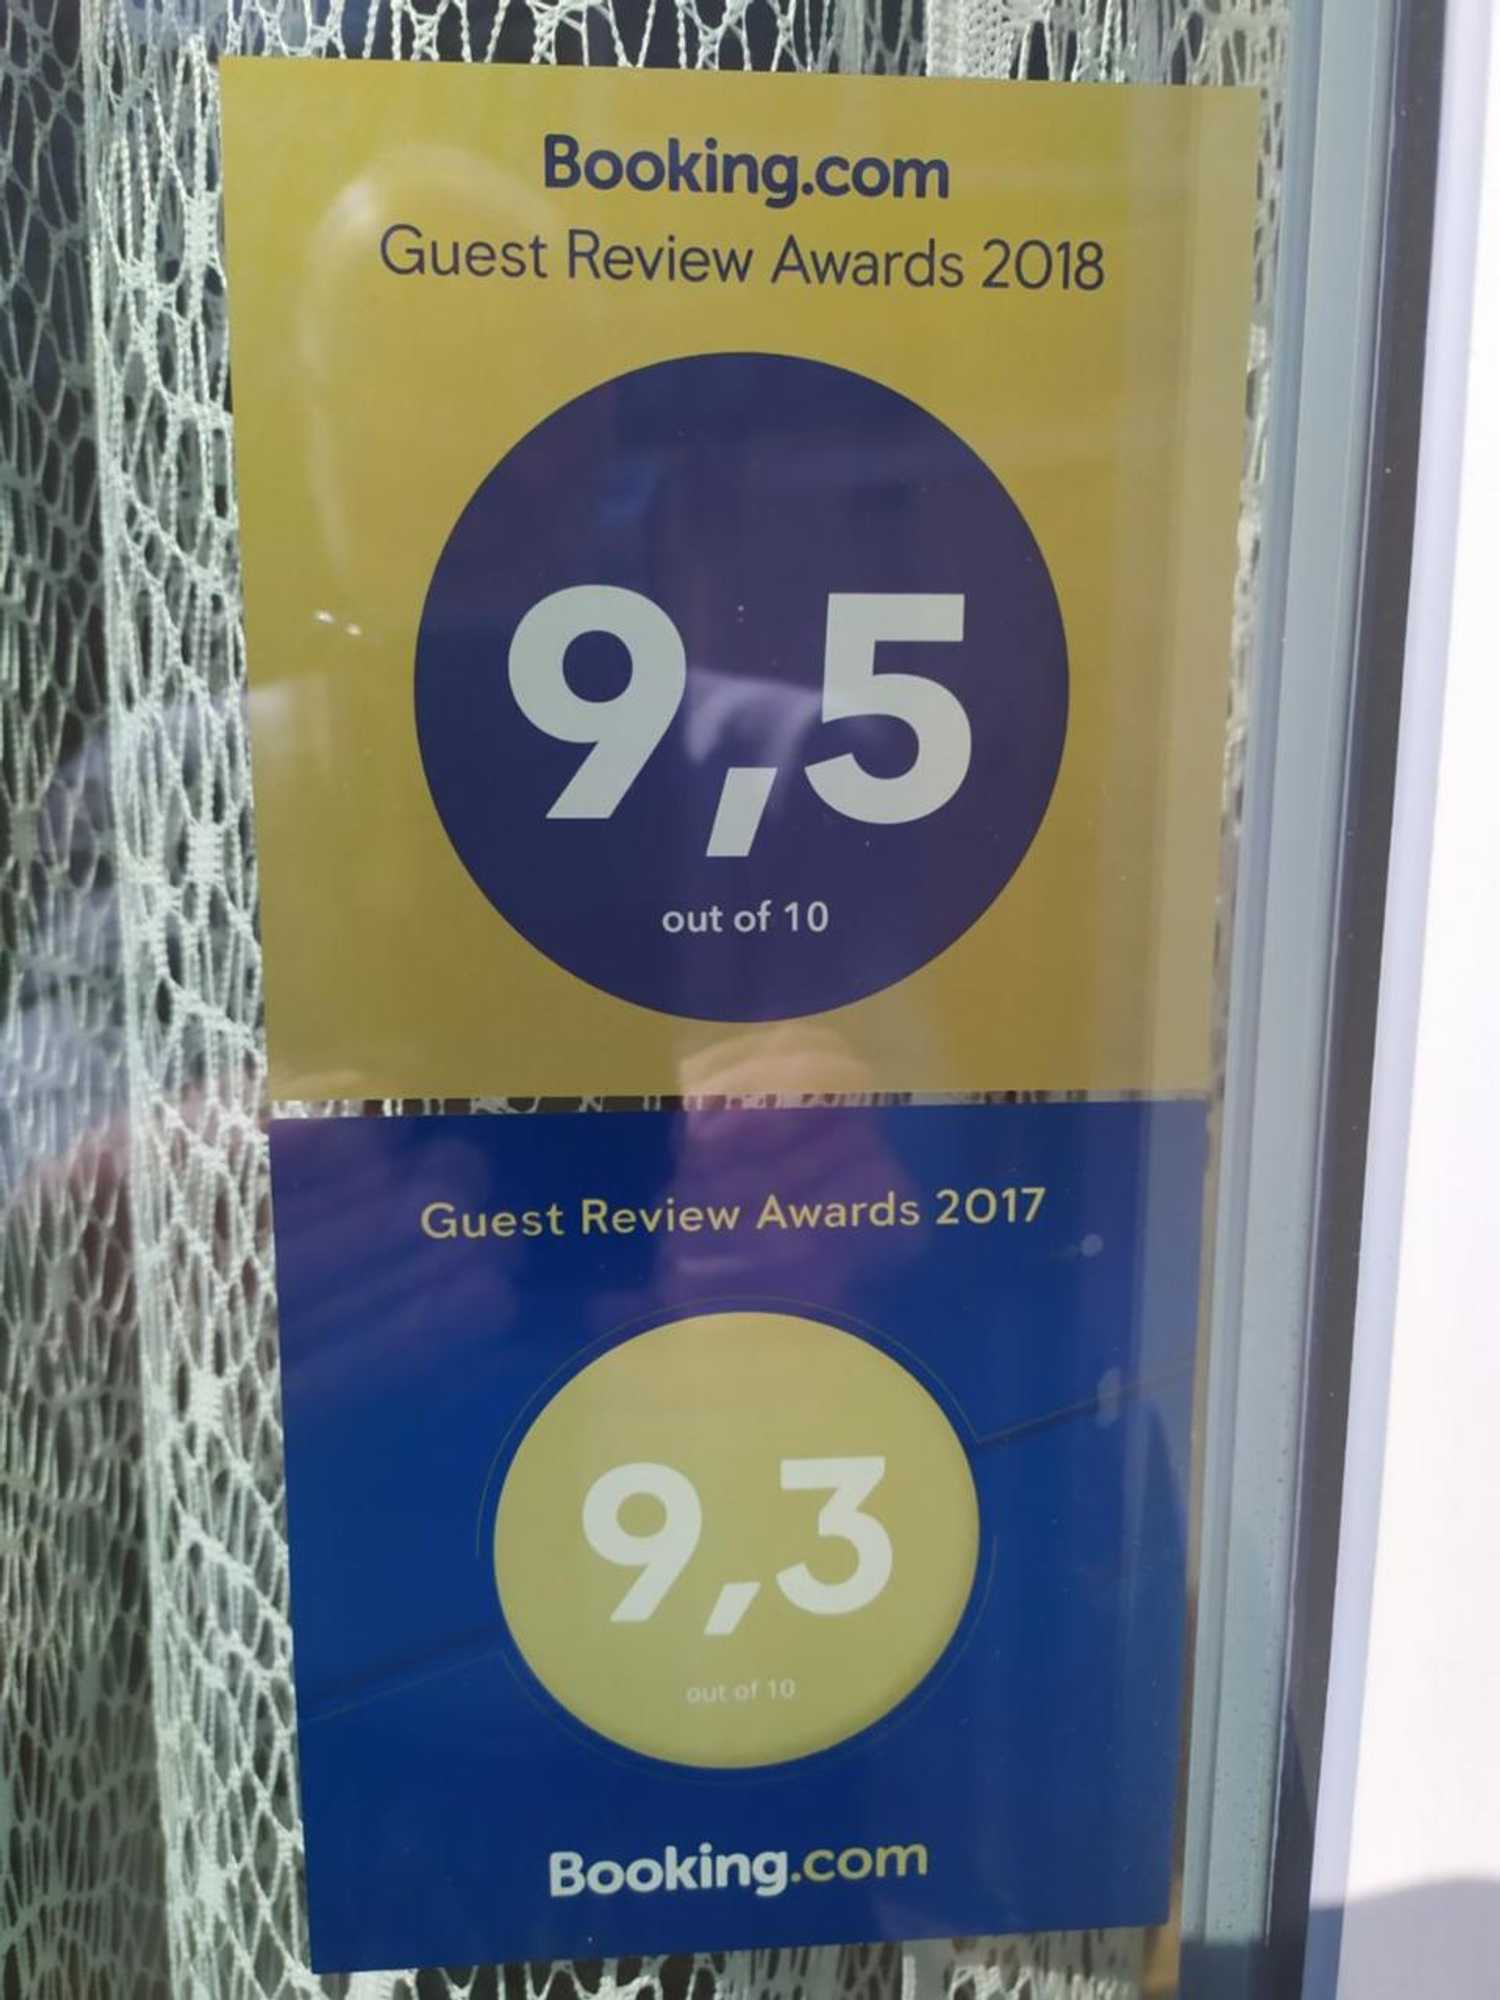 Booking.com
Guest Review Awards 2018
9,5
out of 10
Guest Review Awards 2017
9,3
out of 10
Booking.com